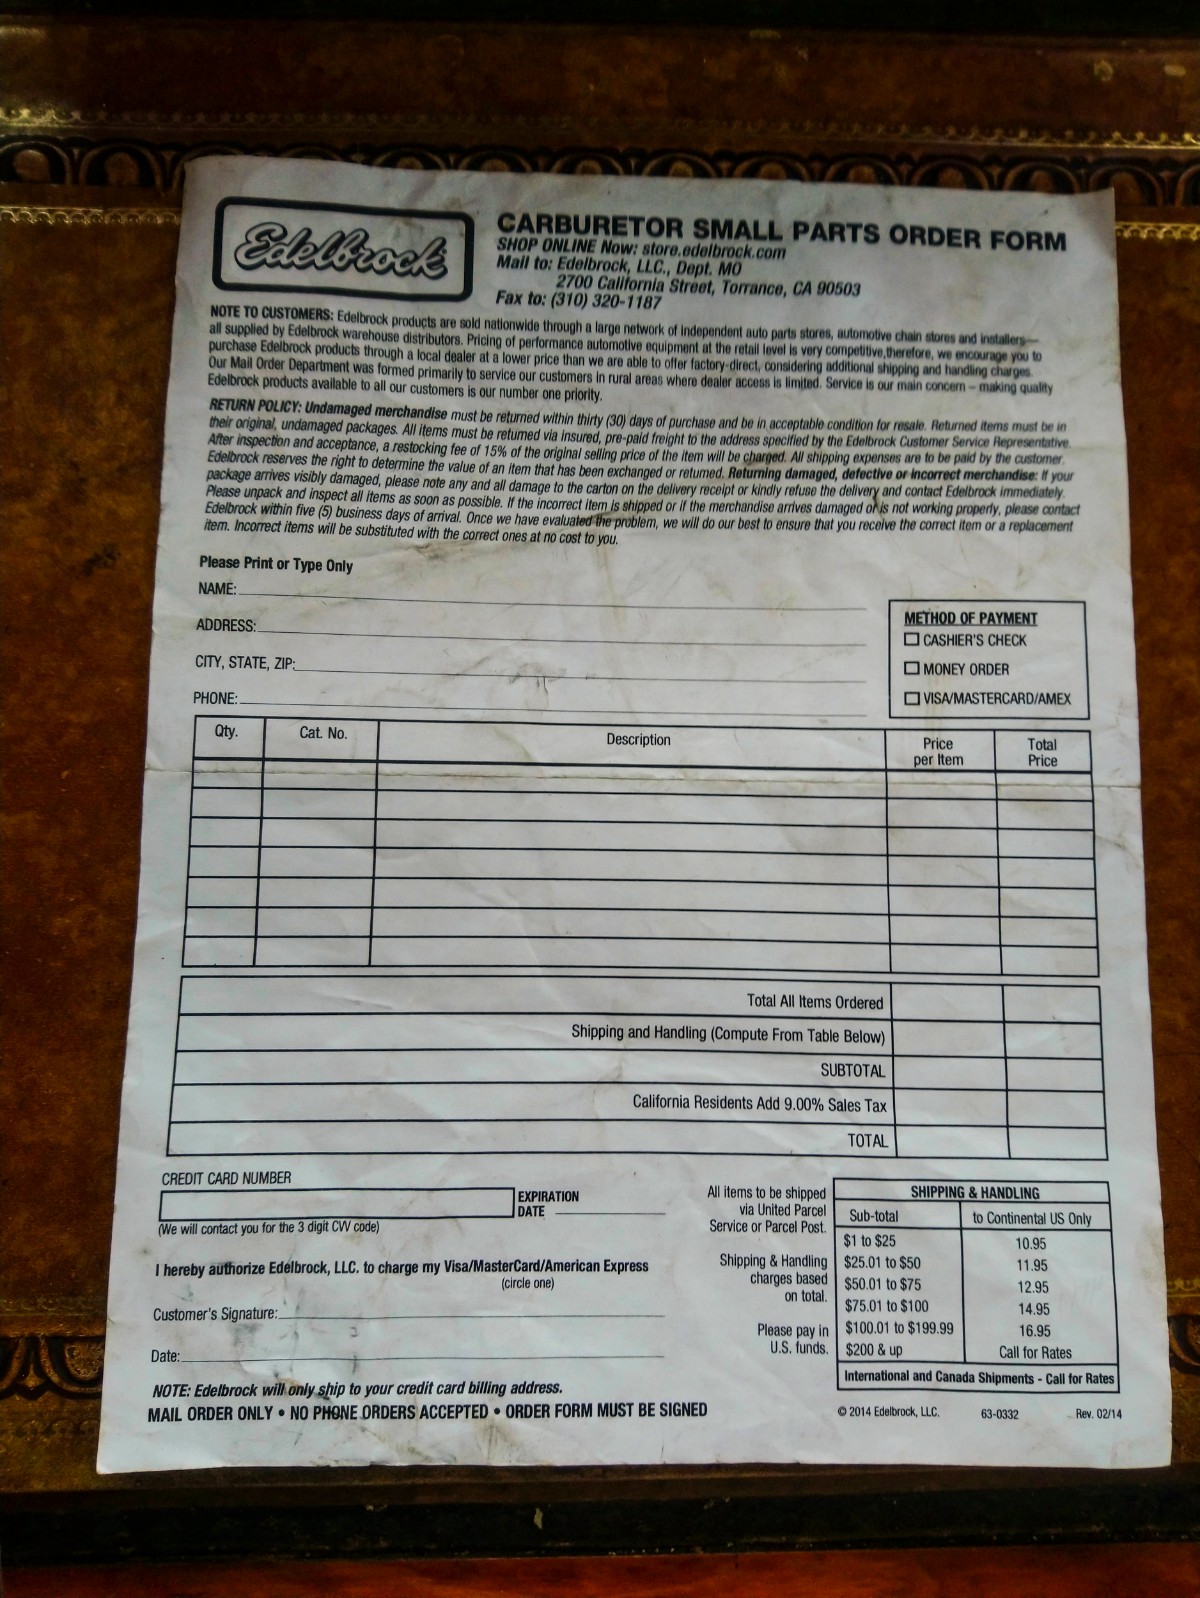 Edelbrock
CARBURETOR SMALL PARTS ORDER FORM
SHOP ONLINE Now: store.edelbrock.com
Mail to: Edelbrock, LLC., Dept. MO
2700 California Street, Torrance, CA 90503
Fax to: (310) 320-1187
NOTE TO CUSTOMERS: Edelbrock products are sold nationwide through a large network of independent auto parts stores, automotive chain stores and installers—
all supplied by Edelbrock warehouse distributors. Pricing of performance automotive equipment at the retail level is very competitive,therefore, we encourage you to
purchase Edelbrock products through a local dealer at a lower price than we are able to offer factory-direct, considering additional shipping and handling charges.
Our Mail Order Department was formed primarily to service our customers in rural areas where dealer access is limited. Service is our main concern – making quality
Edelbrock products available to all our customers is our number one priority.
RETURN POLICY: Undamaged merchandise must be returned within thirty (30) days of purchase and be in acceptable condition for resale. Returned items must be in
their original, undamaged packages. All items must be returned via insured, pre-paid freight to the address specified by the Edelbrock Customer Service Representative.
After inspection and acceptance, a restocking fee of 15% of the original selling price of the item will be charged. All shipping expenses are to be paid by the customer.
Edelbrock reserves the right to determine the value of an item that has been exchanged or returned. Returning damaged, defective or incorrect merchandise: If your
package arrives visibly damaged, please note any and all damage to the carton on the delivery receipt or kindly refuse the delivery and contact Edelbrock immediately.
Please unpack and inspect all items as soon as possible. If the incorrect item is shipped or if the merchandise arrives damaged or is not working properly, please contact
Edelbrock within five (5) business days of arrival. Once we have evaluated the problem, we will do our best to ensure that you receive the correct item or a replacement
item. Incorrect items will be substituted with the correct ones at no cost to you.
Please Print or Type Only
NAME:
ADDRESS:
CITY, STATE, ZIP:
PHONE:
METHOD OF PAYMENT
CASHIER'S CHECK
MONEY ORDER
VISA/MASTERCARD/AMEX
Qty. Cat. No. Description Price per Item Total Price
Total All Items Ordered
Shipping and Handling (Compute From Table Below)
SUBTOTAL
California Residents Add 9.00% Sales Tax
TOTAL
CREDIT CARD NUMBER
EXPIRATION
DATE
(We will contact you for the 3 digit CVV code)
I hereby authorize Edelbrock, LLC. to charge my Visa/MasterCard/American Express
(circle one)
Customer's Signature:
Date:
NOTE: Edelbrock will only ship to your credit card billing address.
MAIL ORDER ONLY • NO PHONE ORDERS ACCEPTED • ORDER FORM MUST BE SIGNED
All items to be shipped
via United Parcel
Service or Parcel Post.
Shipping & Handling
charges based
on total.
Please pay in
U.S. funds.
SHIPPING & HANDLING
Sub-total to Continental US Only
$1 to $25 10.95
$25.01 to $50 11.95
$50.01 to $75 12.95
$75.01 to $100 14.95
$100.01 to $199.99 16.95
$200 & up Call for Rates
International and Canada Shipments - Call for Rates
© 2014 Edelbrock, LLC. 63-0332 Rev. 02/14